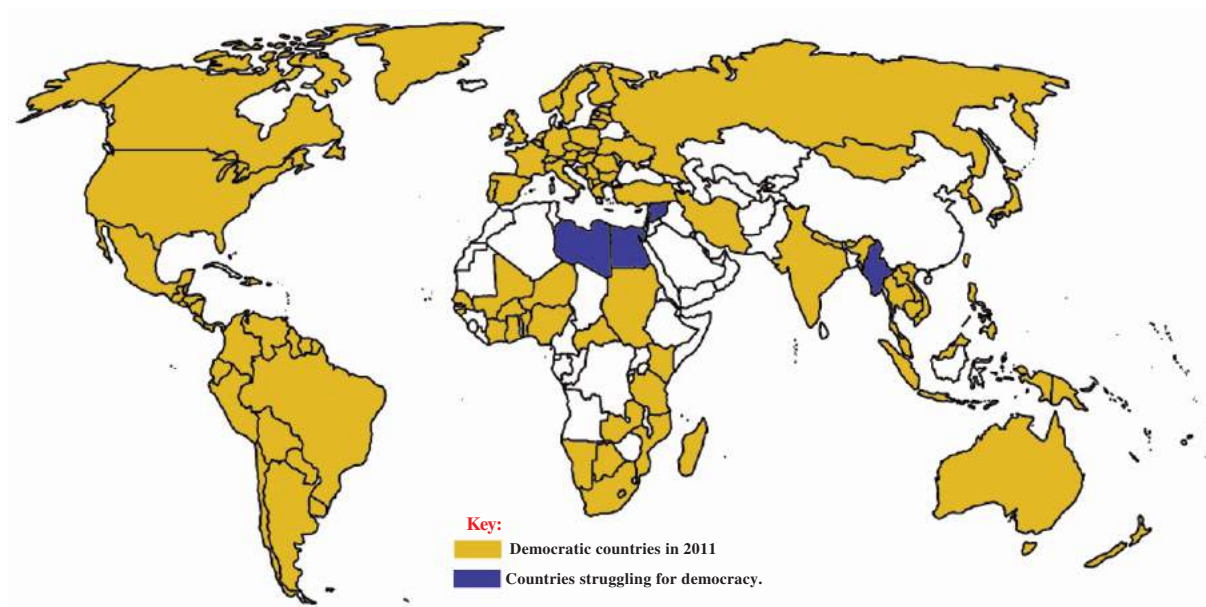 Key:
Democratic countries in 2011
Countries struggling for democracy.